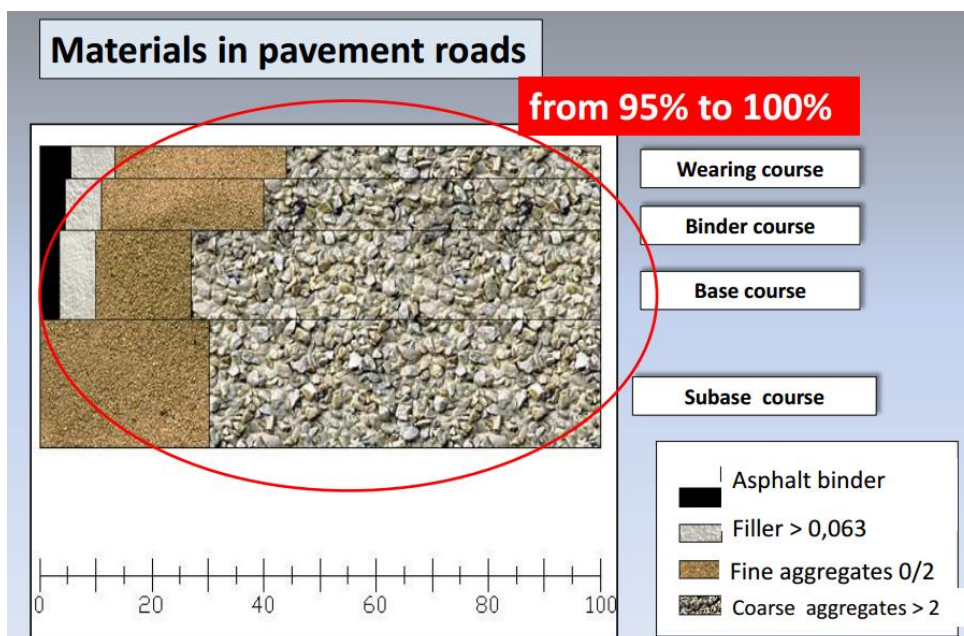 Materials in pavement roads
from 95% to 100%
Wearing course
Binder course
Base course
Subase course
Asphalt binder
Filler > 0,063
Fine aggregates 0/2
Coarse aggregates > 2
0 20 40 60 80 100